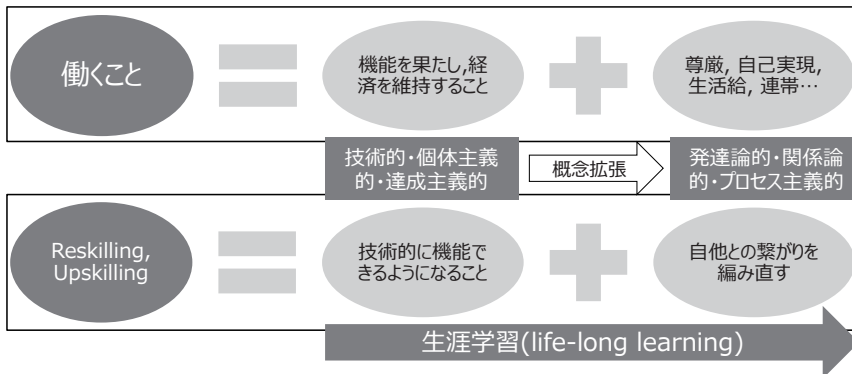 働くこと
機能を果たし,経
済を維持すること
尊厳, 自己実現,
生活給, 連帯…
技術的・個体主義
的・達成主義的
概念拡張
発達論的・関係論
的・プロセス主義的
Reskilling,
Upskilling
技術的に機能で
きるようになること
自他との繋がりを
編み直す
生涯学習(life-long learning)